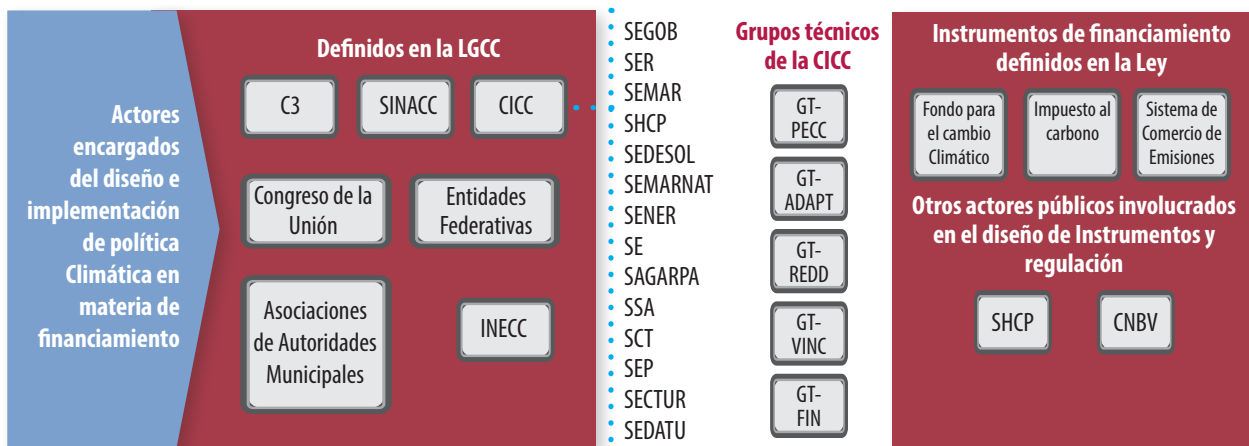 Actores
encargados
del diseño e
implementación
de política
Climática en
materia de
financiamiento
Definidos en la LGCC
C3
SINACC
CICC
Congreso de la
Unión
Entidades
Federativas
Asociaciones
de Autoridades
Municipales
INECC
SEGOB
SER
SEMAR
SHCP
SEDESOL
SEMARNAT
SENER
SE
SAGARPA
SSA
SCT
SEP
SECTUR
SEDATU
Grupos técnicos
de la CICC
GT-
PECC
GT-
ADAPT
GT-
REDD
GT-
VINC
GT-
FIN
Instrumentos de financiamiento
definidos en la Ley
Fondo para
el cambio
Climático
Impuesto al
carbono
Sistema de
Comercio de
Emisiones
Otros actores públicos involucrados
en el diseño de Instrumentos y
regulación
SHCP
CNBV